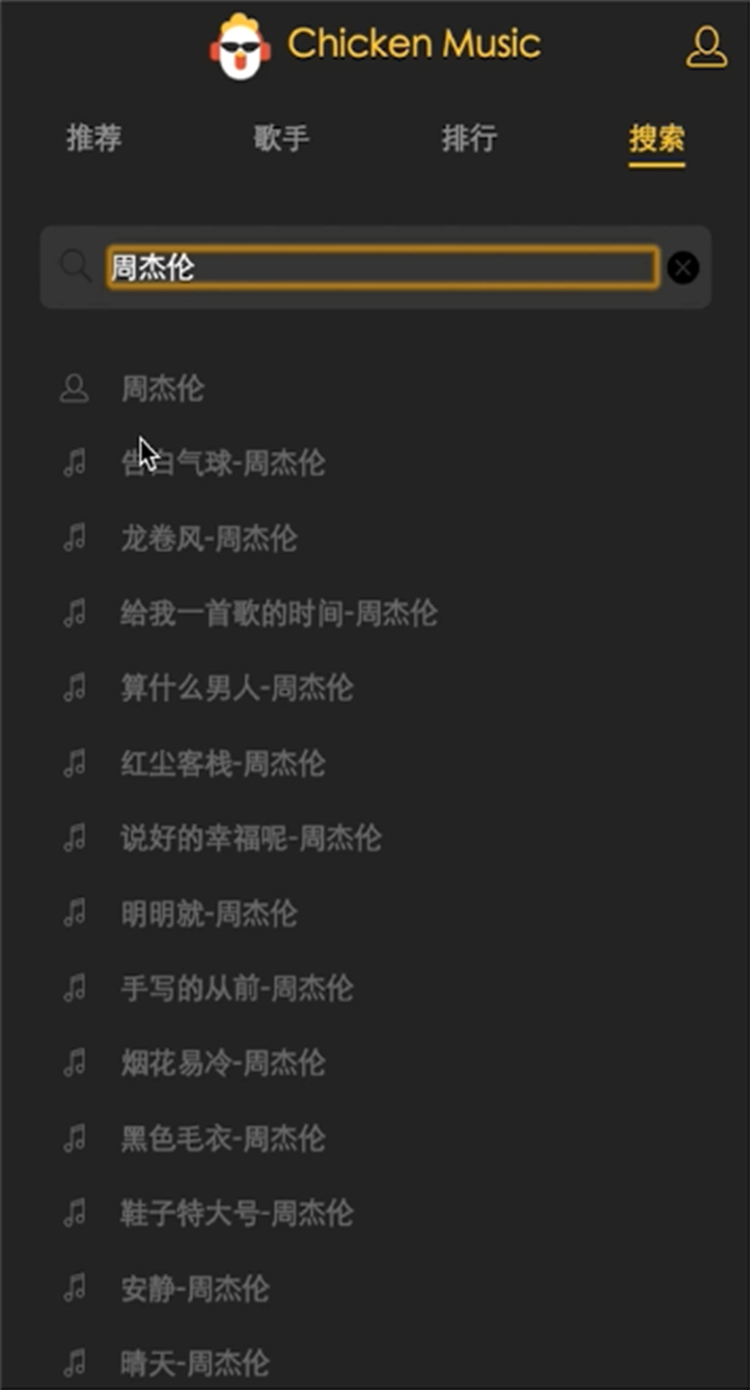 Chicken Music
推荐 歌手 排行 搜索
周杰伦
周杰伦
告白气球-周杰伦
龙卷风-周杰伦
给我一首歌的时间-周杰伦
算什么男人-周杰伦
红尘客栈-周杰伦
说好的幸福呢-周杰伦
明明就-周杰伦
手写的从前-周杰伦
烟花易冷-周杰伦
黑色毛衣-周杰伦
鞋子特大号-周杰伦
安静-周杰伦
晴天-周杰伦